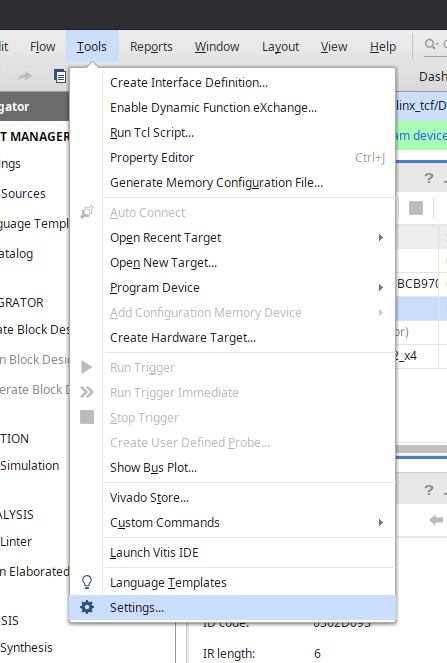 it Flow Tools Reports Window Layout View Help
Dash
gator
linx_tcf/D
T MANAGER
am device
ngs
Sources
guage Templ
atalog
GRATOR
ate Block Des
n Block Desig
erate Block D
TION
Simulation
ALYSIS
Linter
n Elaborated
SIS
Synthesis
Create Interface Definition...
Enable Dynamic Function eXchange...
Run Tcl Script...
Property Editor Ctrl+J
Generate Memory Configuration File...
Auto Connect
Open Recent Target
Open New Target...
Program Device
Add Configuration Memory Device
Create Hardware Target...
Run Trigger
Run Trigger Immediate
Stop Trigger
Create User Defined Probe...
Show Bus Plot...
Vivado Store...
Custom Commands
Launch Vitis IDE
Language Templates
Settings...
?
BCB970
or)
2_x4
?
ID code: 0362D093
IR length: 6